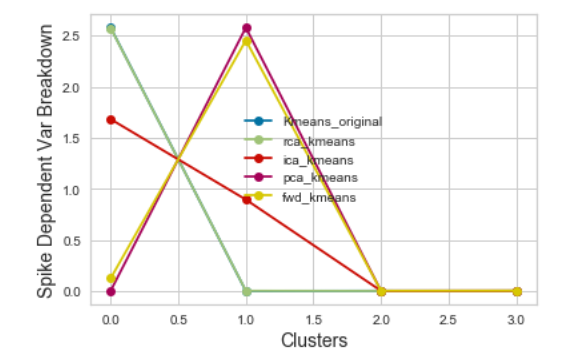 2.5
2.0
1.5
1.0
0.5
0.0
Spike Dependent Var Breakdown
Kmeans_original
rca_kmeans
ica_kmeans
pca_kmeans
fwd_kmeans
0.0 0.5 1.0 1.5 2.0 2.5 3.0
Clusters